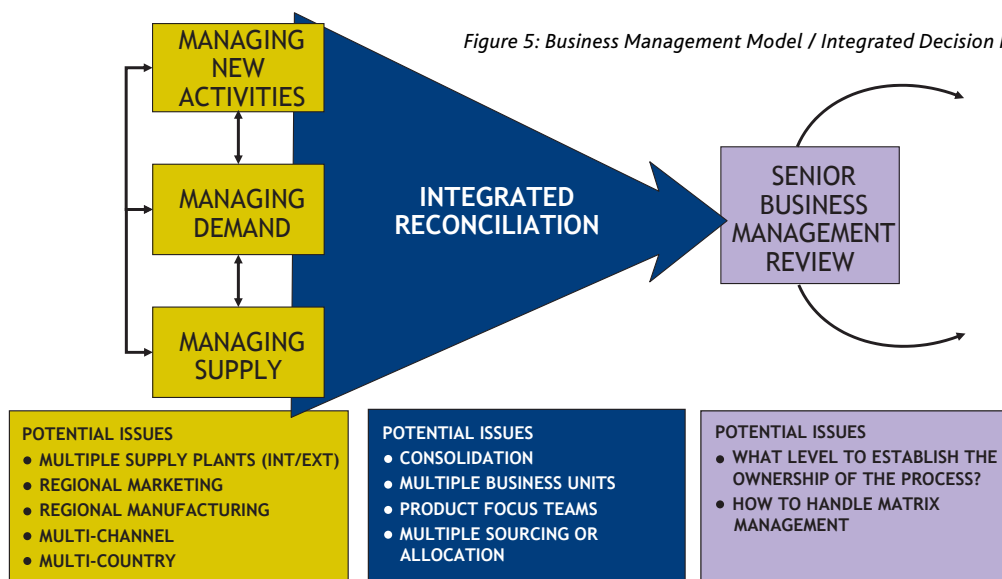 Figure 5: Business Management Model / Integrated Decision
MANAGING
NEW
ACTIVITIES
MANAGING
DEMAND
MANAGING
SUPPLY
INTEGRATED
RECONCILIATION
SENIOR
BUSINESS
MANAGEMENT
REVIEW
POTENTIAL ISSUES
● MULTIPLE SUPPLY PLANTS (INT/EXT)
● REGIONAL MARKETING
● REGIONAL MANUFACTURING
● MULTI-CHANNEL
● MULTI-COUNTRY
POTENTIAL ISSUES
● CONSOLIDATION
● MULTIPLE BUSINESS UNITS
● PRODUCT FOCUS TEAMS
● MULTIPLE SOURCING OR
ALLOCATION
POTENTIAL ISSUES
● WHAT LEVEL TO ESTABLISH THE
OWNERSHIP OF THE PROCESS?
● HOW TO HANDLE MATRIX
MANAGEMENT